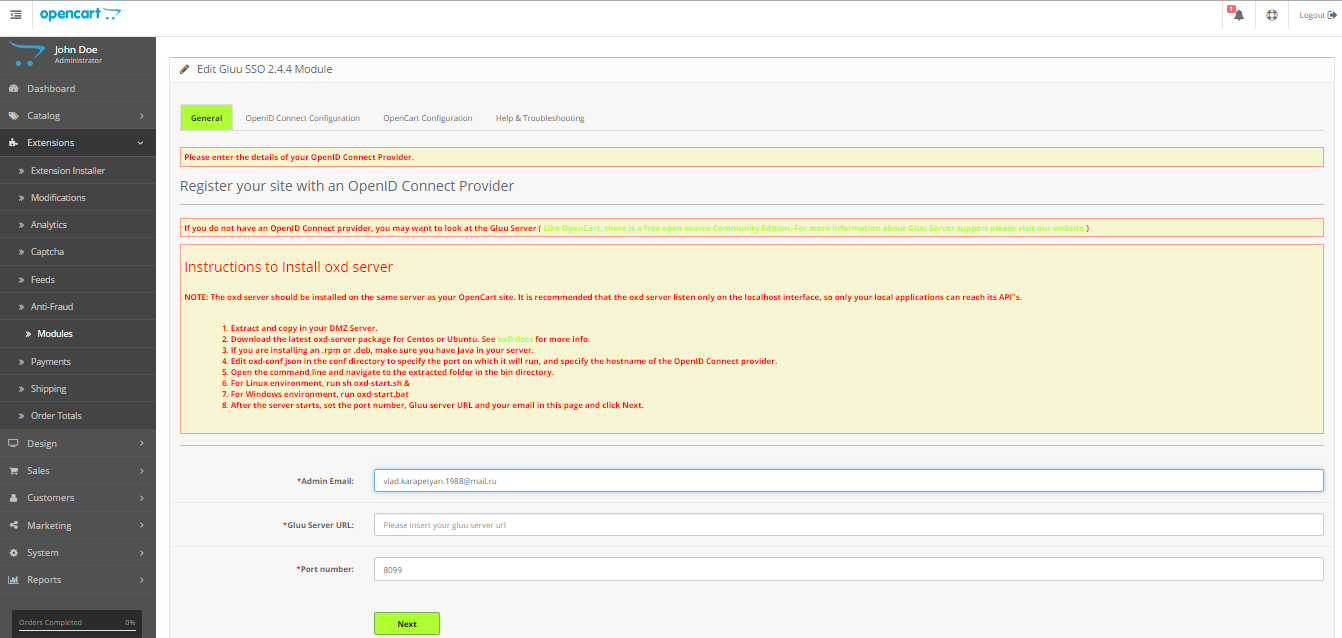 opencart
1
Logout
John Doe
Administrator
Dashboard
Catalog
Extensions
Extension Installer
Modifications
Analytics
Captcha
Feeds
Anti-Fraud
Modules
Payments
Shipping
Order Totals
Design
Sales
Customers
Marketing
System
Reports
Orders Completed 0%
Edit Gluu SSO 2.4.4 Module
General OpenID Connect Configuration OpenCart Configuration Help & Troubleshooting
Please enter the details of your OpenID Connect Provider.
Register your site with an OpenID Connect Provider
If you do not have an OpenID Connect provider, you may want to look at the Gluu Server ( Like OpenCart, there is a free open source Community Edition. For more information about Gluu Server support please visit our website.)
Instructions to Install oxd server
NOTE: The oxd server should be installed on the same server as your OpenCart site. It is recommended that the oxd server listen only on the localhost interface, so only your local applications can reach its API"s.
1. Extract and copy in your DMZ Server.
2. Download the latest oxd-server package for Centos or Ubuntu. See oxD docs for more info.
3. If you are installing an .rpm or .deb, make sure you have Java in your server.
4. Edit oxd-conf.json in the conf directory to specify the port on which it will run, and specify the hostname of the OpenID Connect provider.
5. Open the command line and navigate to the extracted folder in the bin directory.
6. For Linux environment, run sh oxd-start.sh &
7. For Windows environment, run oxd-start.bat
8. After the server starts, set the port number, Gluu server URL and your email in this page and click Next.
*Admin Email: vlad.karapetyan.1988@mail.ru
*Gluu Server URL: Please insert your gluu server url
*Port number: 8099
Next